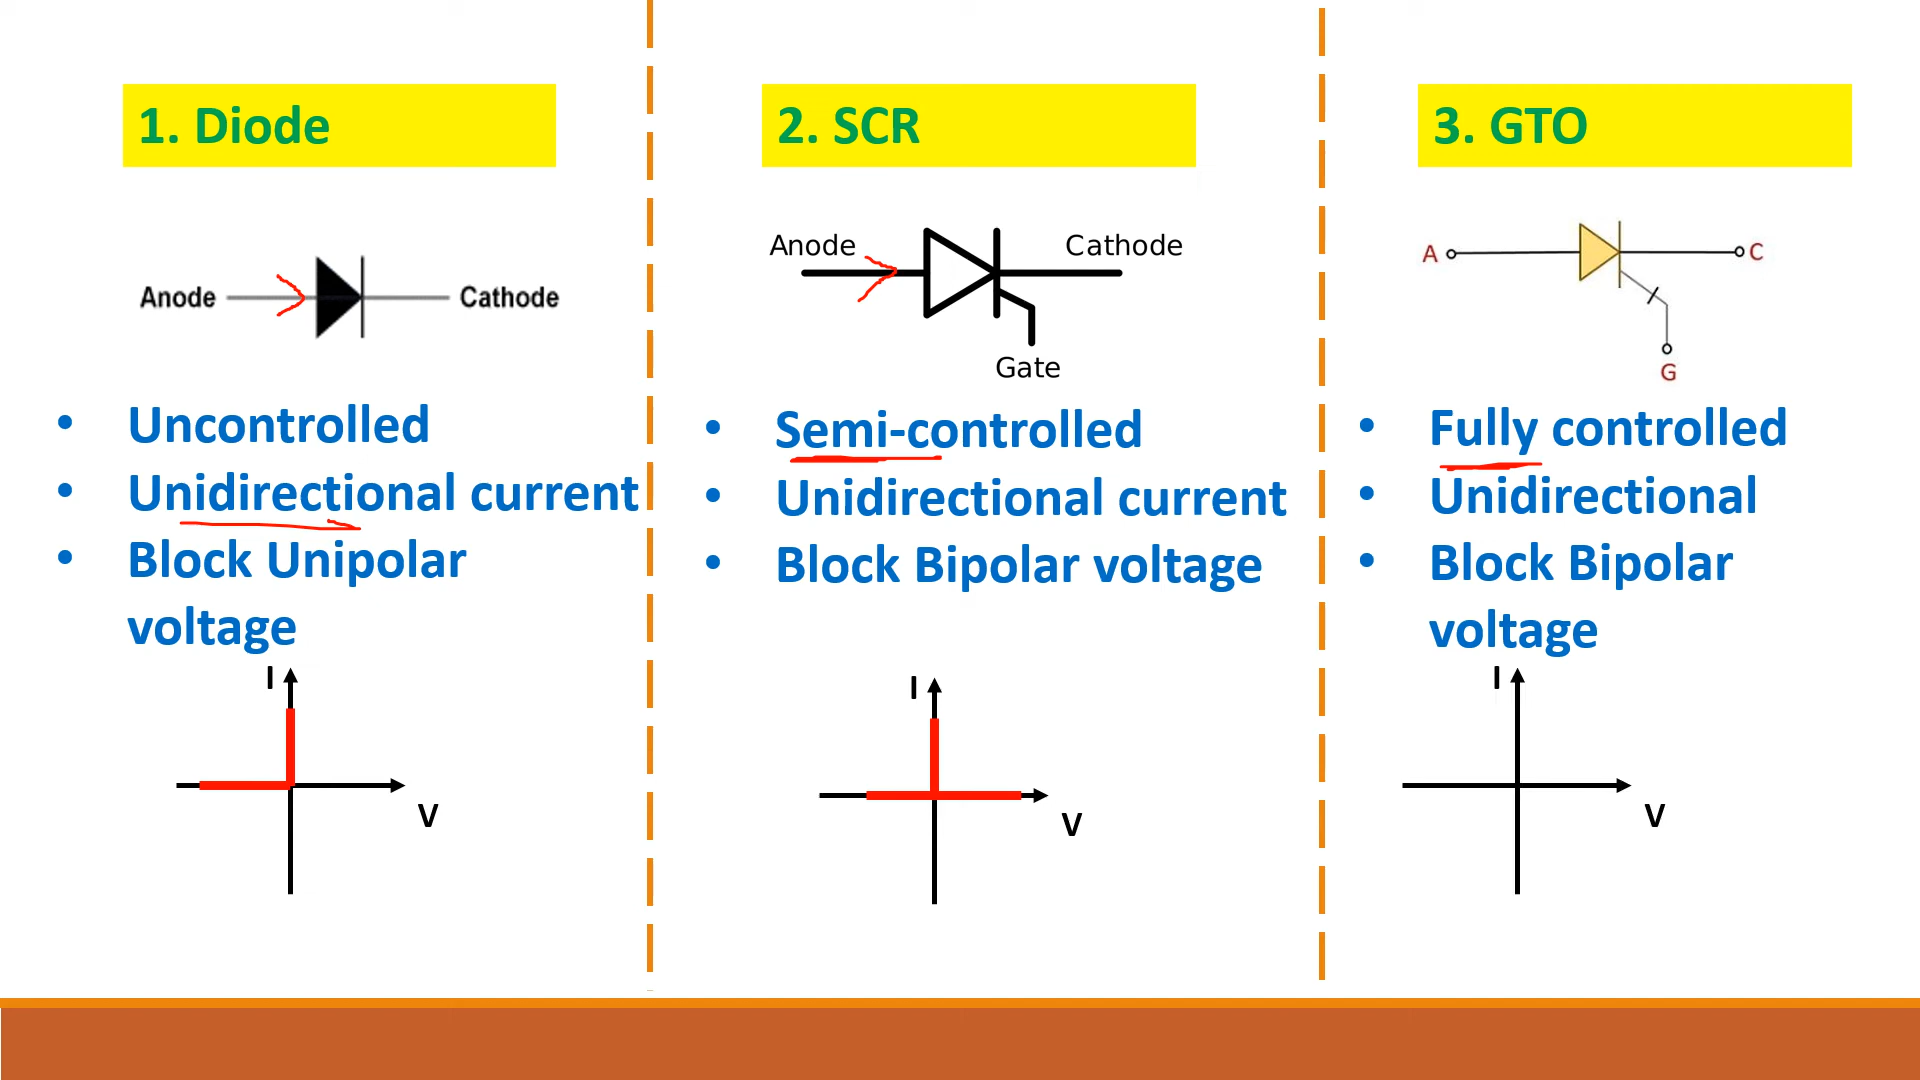 1. Diode
Anode
Cathode
• Uncontrolled
• Unidirectional current
• Block Unipolar
voltage
I
V
2. SCR
Anode
Cathode
Gate
• Semi-controlled
• Unidirectional current
• Block Bipolar voltage
I
V
3. GTO
A
C
G
• Fully controlled
• Unidirectional
• Block Bipolar
voltage
I
V